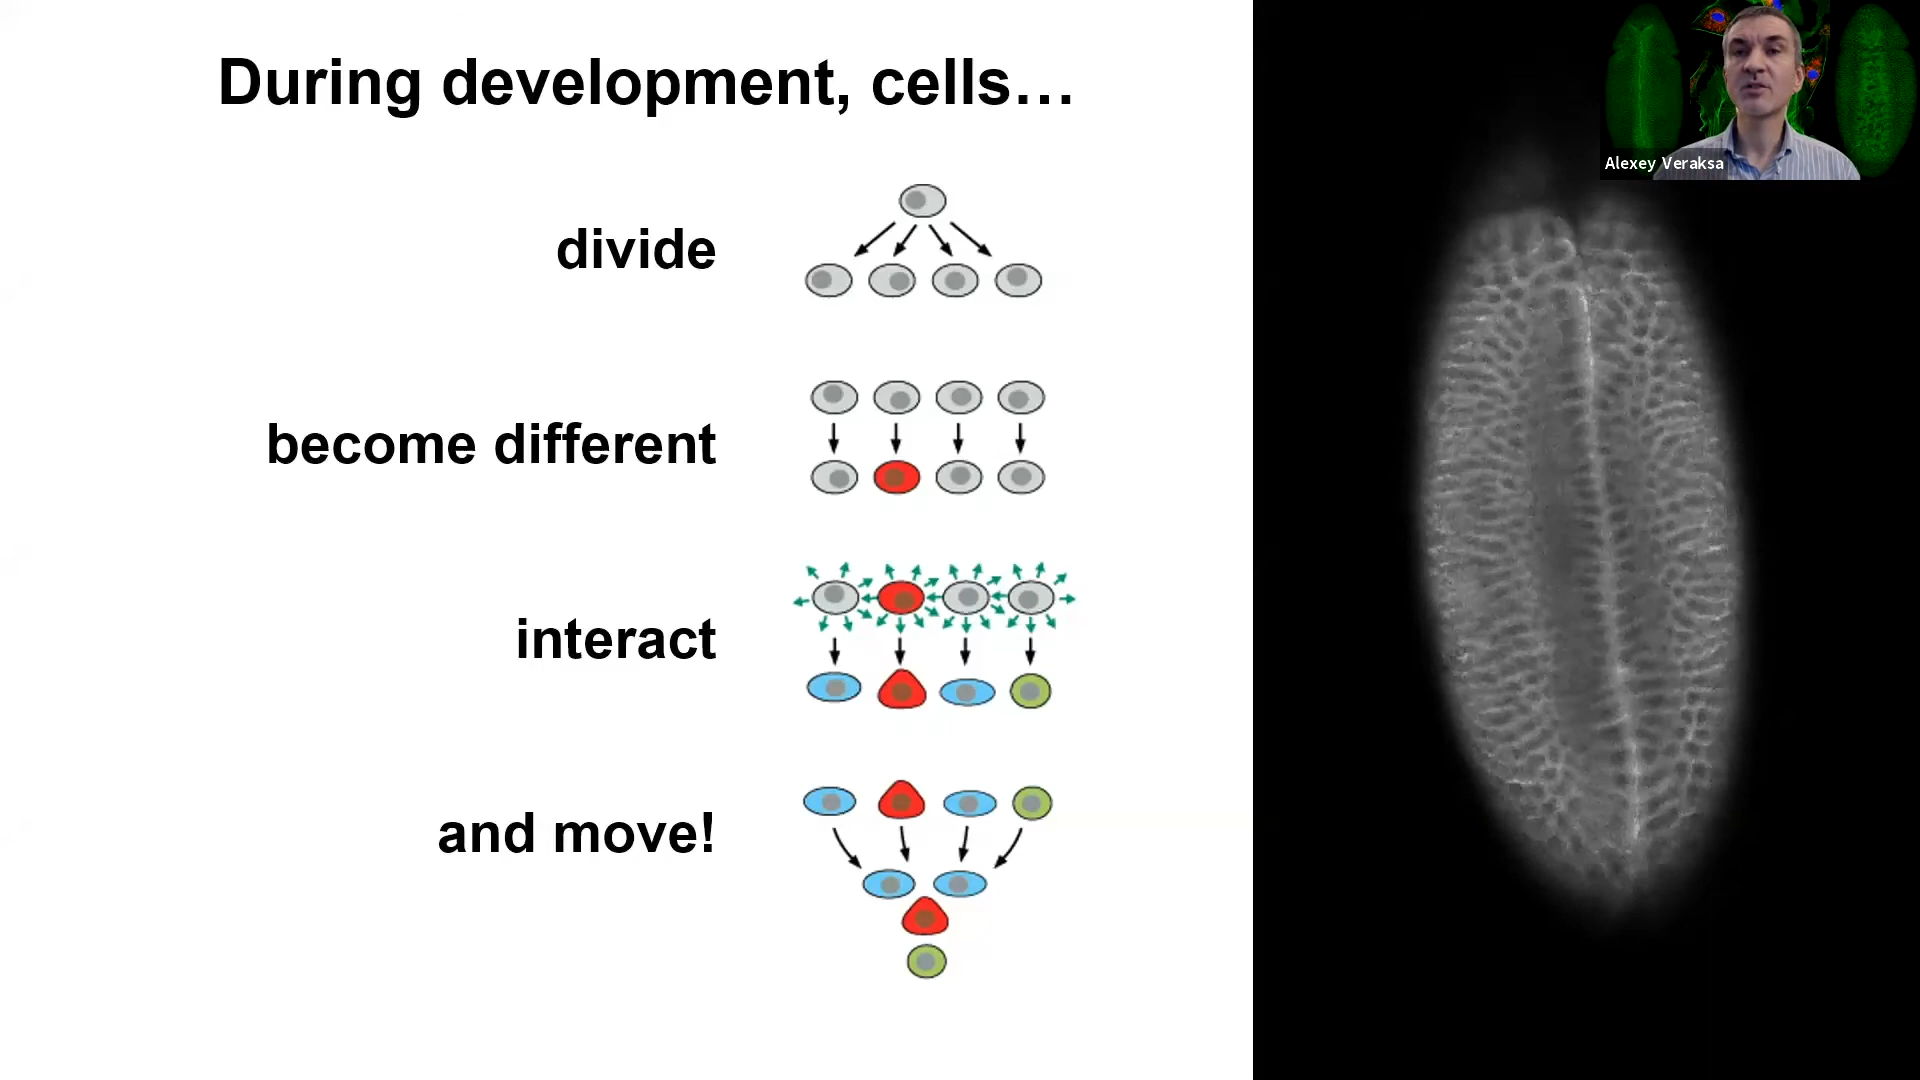 During development, cells…
divide
become different
interact
and move!
Alexey Veraksa